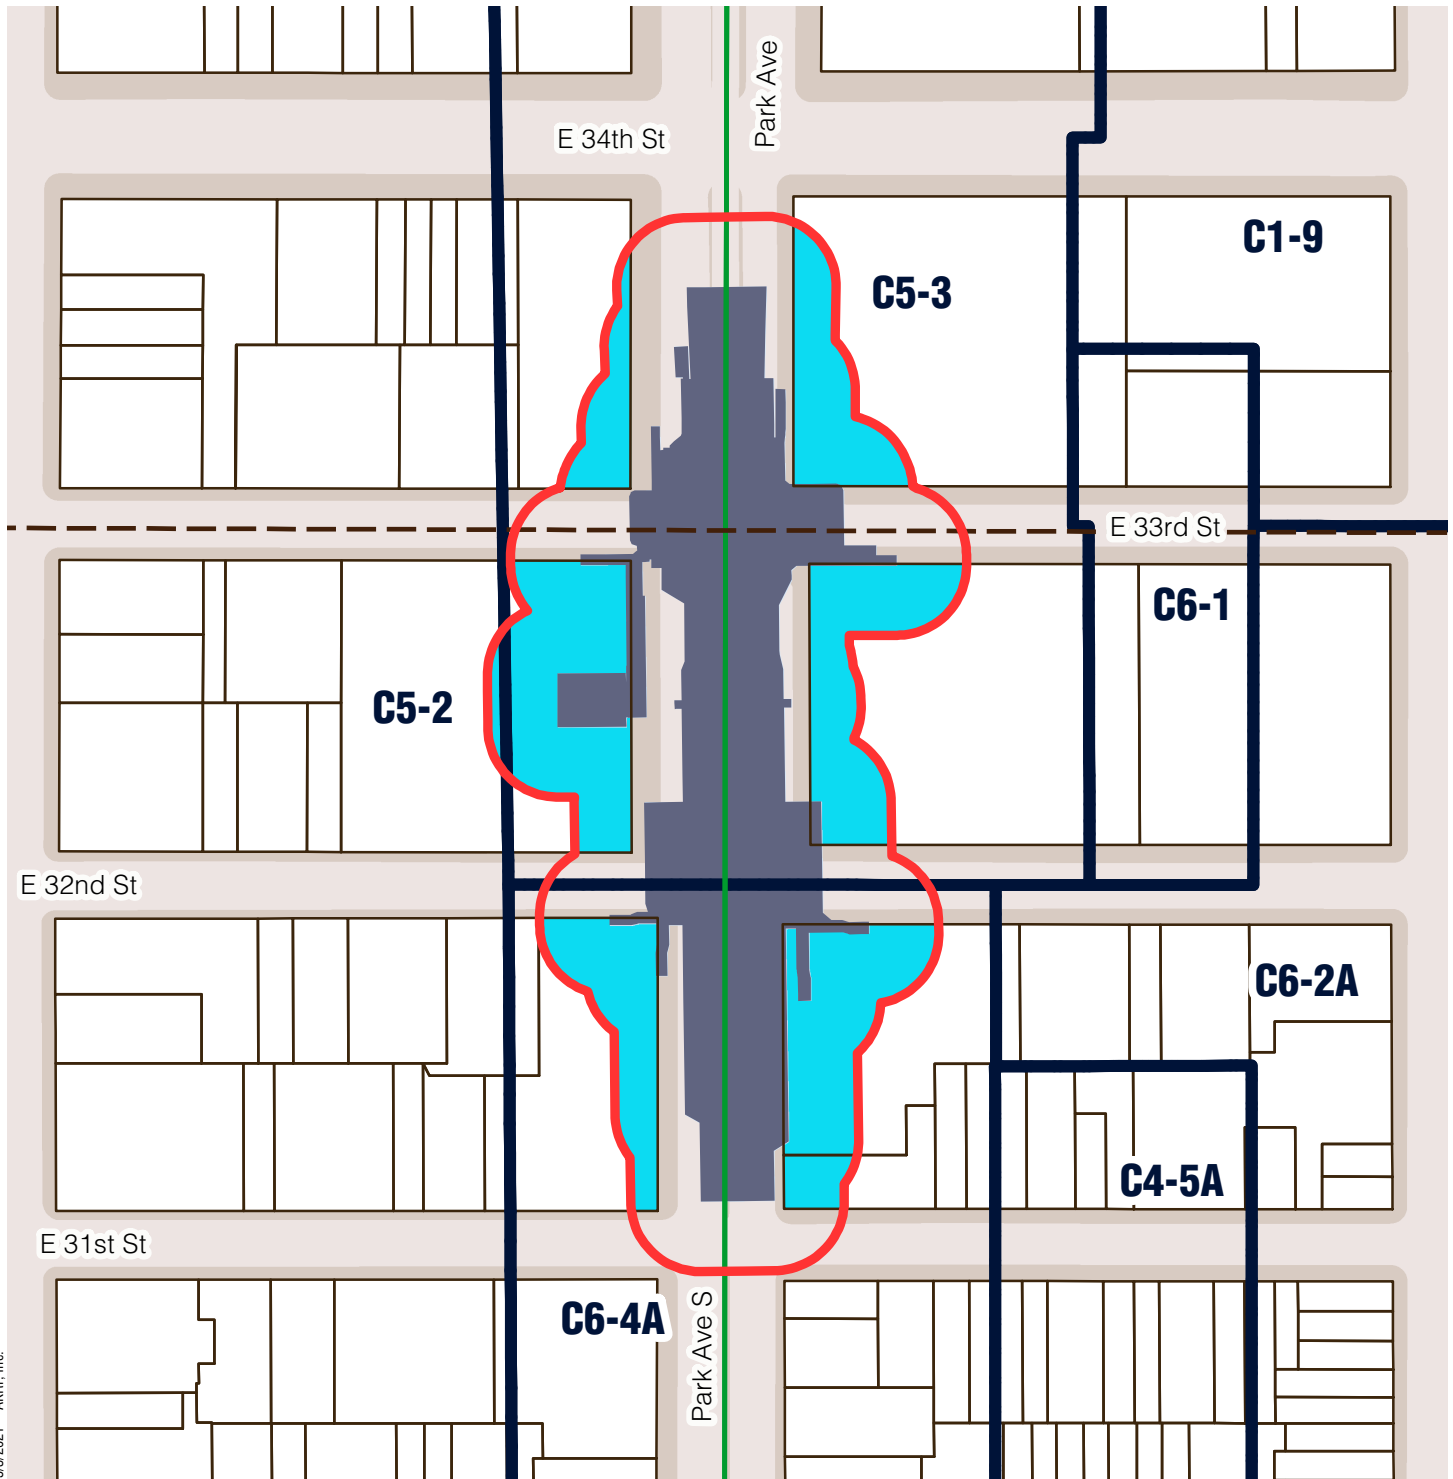 Park Ave
E 34th St
C1-9
C5-3
E 33rd St
C6-1
C5-2
E 32nd St
C6-2A
C4-5A
E 31st St
C6-4A
Park Ave S